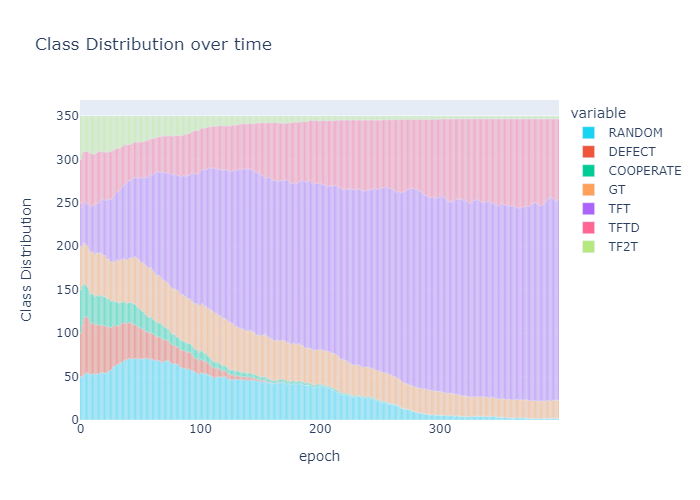 Class Distribution over time
variable
RANDOM
DEFECT
COOPERATE
GT
TFT
TFTD
TF2T
Class Distribution
350
300
250
200
150
100
50
0
0 100 200 300
epoch